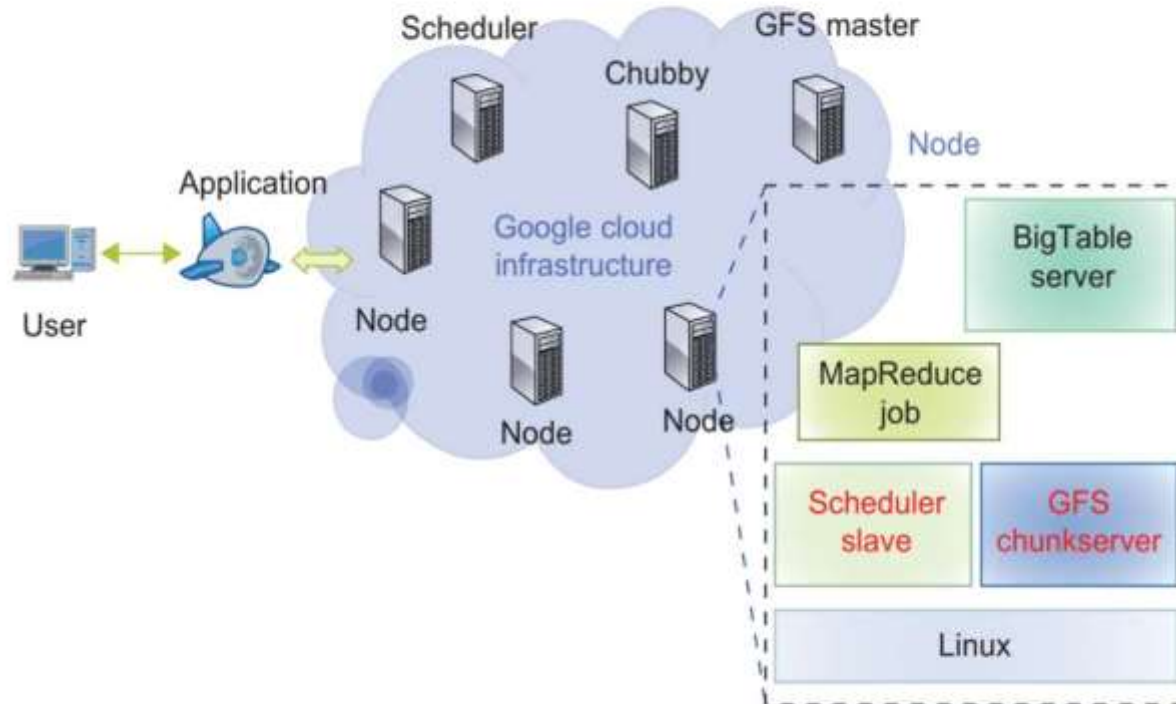 Scheduler
GFS master
Chubby
Node
Application
Google cloud
infrastructure
BigTable
server
User
Node
MapReduce
job
Node
Node
Scheduler
slave
GFS
chunkserver
Linux